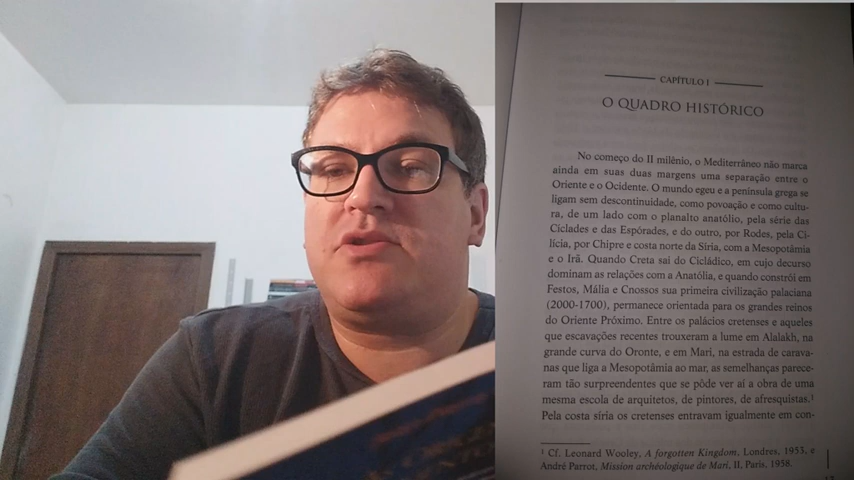 CAPÍTULO I
O QUADRO HISTÓRICO
No começo do II milênio, o Mediterrâneo não marca
ainda em suas duas margens uma separação entre o
Oriente e o Ocidente. O mundo egeu e a península grega se
ligam sem descontinuidade, como povoação e como cultu-
ra, de um lado com o planalto anatólio, pela série das
Cíclades e das Espórades, e do outro, por Rodes, pela Ci-
lícia, por Chipre e costa norte da Síria, com a Mesopotâmia
e o Irã. Quando Creta sai do Cicládico, em cujo decurso
dominam as relações com a Anatólia, e quando constrói em
Festos, Mália e Cnossos sua primeira civilização palaciana
(2000-1700), permanece orientada para os grandes reinos
do Oriente Próximo. Entre os palácios cretenses e aqueles
que escavações recentes trouxeram a lume em Alalakh, na
grande curva do Oronte, e em Mari, na estrada de carava-
nas que liga a Mesopotâmia ao mar, as semelhanças parece-
ram tão surpreendentes que se pôde ver aí a obra de uma
mesma escola de arquitetos, de pintores, de afresquistas.¹
Pela costa síria os cretenses entravam igualmente em con-
¹ Cf. Leonard Wooley, A forgotten Kingdom, Londres, 1953, e
André Parrot, Mission archéologique de Mari, II, Paris, 1958.